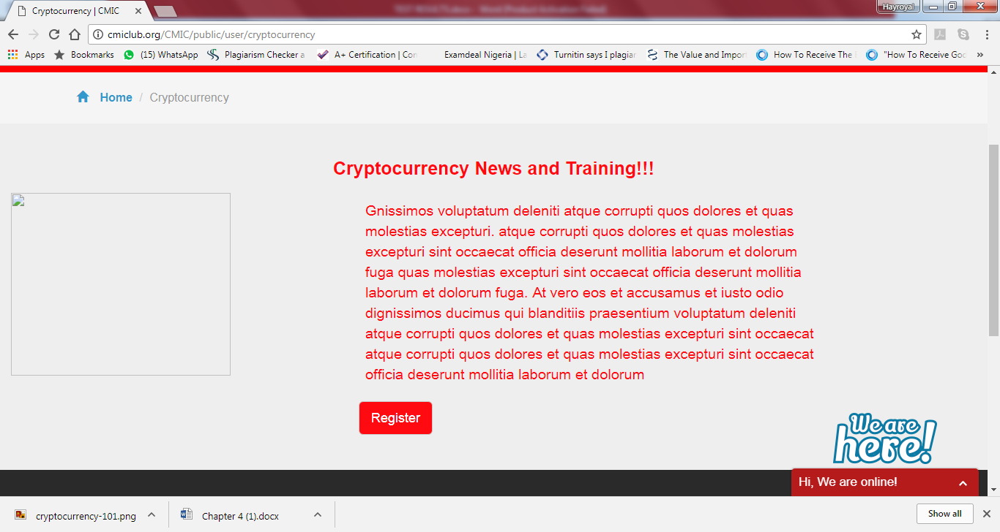 Cryptocurrency | CMIC
Hayroyal
cmiclub.org/CMIC/public/user/cryptocurrency
Apps
Bookmarks
(15) WhatsApp
Plagiarism Checker a
A+ Certification | Con
Examdeal Nigeria | La
Turnitin says I plagiar
The Value and Impor
How To Receive The
"How To Receive Goo
»
Home / Cryptocurrency
Cryptocurrency News and Training!!!
Gnissimos voluptatum deleniti atque corrupti quos dolores et quas
molestias excepturi. atque corrupti quos dolores et quas molestias
excepturi sint occaecat officia deserunt mollitia laborum et dolorum
fuga quas molestias excepturi sint occaecat officia deserunt mollitia
laborum et dolorum fuga. At vero eos et accusamus et iusto odio
dignissimos ducimus qui blanditiis praesentium voluptatum deleniti
atque corrupti quos dolores et quas molestias excepturi sint occaecat
atque corrupti quos dolores et quas molestias excepturi sint occaecat
officia deserunt mollitia laborum et dolorum
Register
We are
here!
Hi, We are online!
cryptocurrency-101.png
Chapter 4 (1).docx
Show all